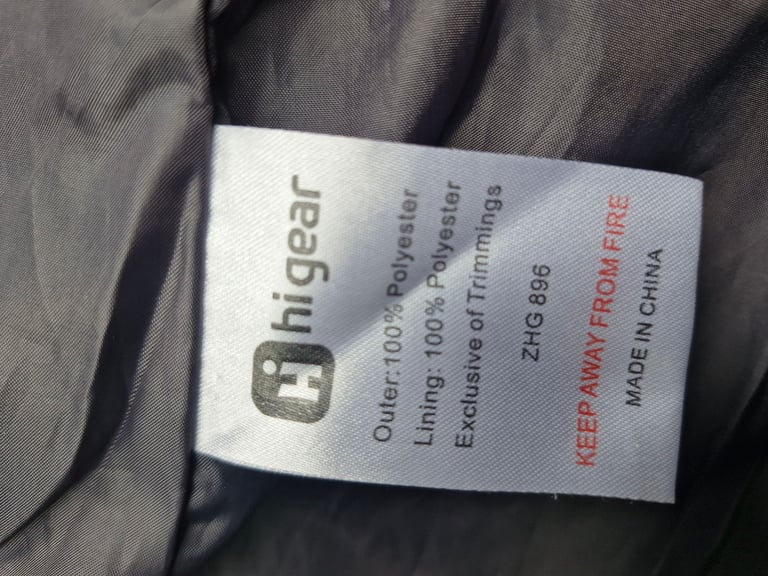 Hi higear
Outer:100% Polyester
Lining: 100% Polyester
Exclusive of Trimmings
ZHG 896
KEEP AWAY FROM FIRE
MADE IN CHINA